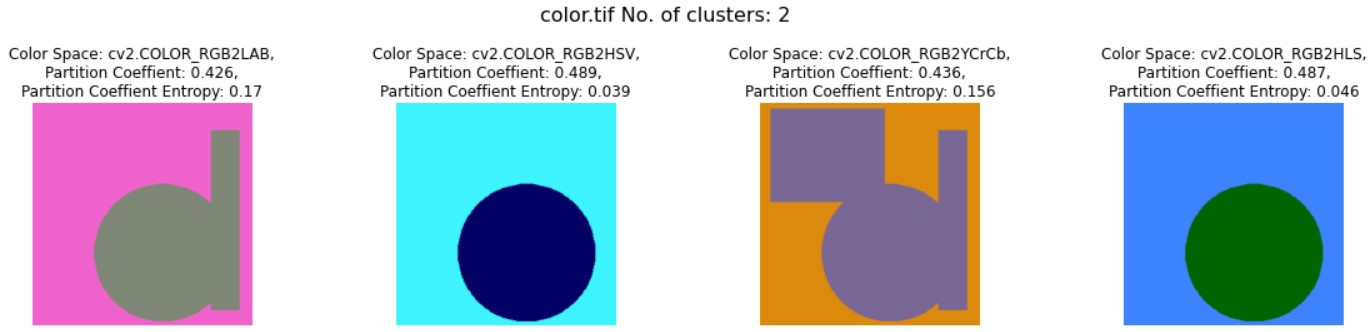 color.tif No. of clusters: 2
Color Space: cv2.COLOR_RGB2LAB,
Partition Coeffient: 0.426,
Partition Coeffient Entropy: 0.17
Color Space: cv2.COLOR_RGB2HSV,
Partition Coeffient: 0.489,
Partition Coeffient Entropy: 0.039
Color Space: cv2.COLOR_RGB2YCrCb,
Partition Coeffient: 0.436,
Partition Coeffient Entropy: 0.156
Color Space: cv2.COLOR_RGB2HLS,
Partition Coeffient: 0.487,
Partition Coeffient Entropy: 0.046